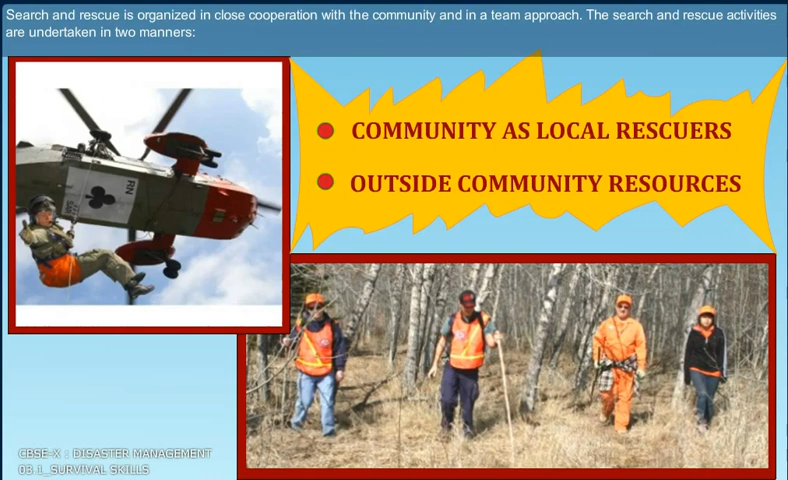 Search and rescue is organized in close cooperation with the community and in a team approach. The search and rescue activities
are undertaken in two manners:
COMMUNITY AS LOCAL RESCUERS
OUTSIDE COMMUNITY RESOURCES
RN
CBSE-X : DISASTER MANAGEMENT
03.1_SURVIVAL SKILLS